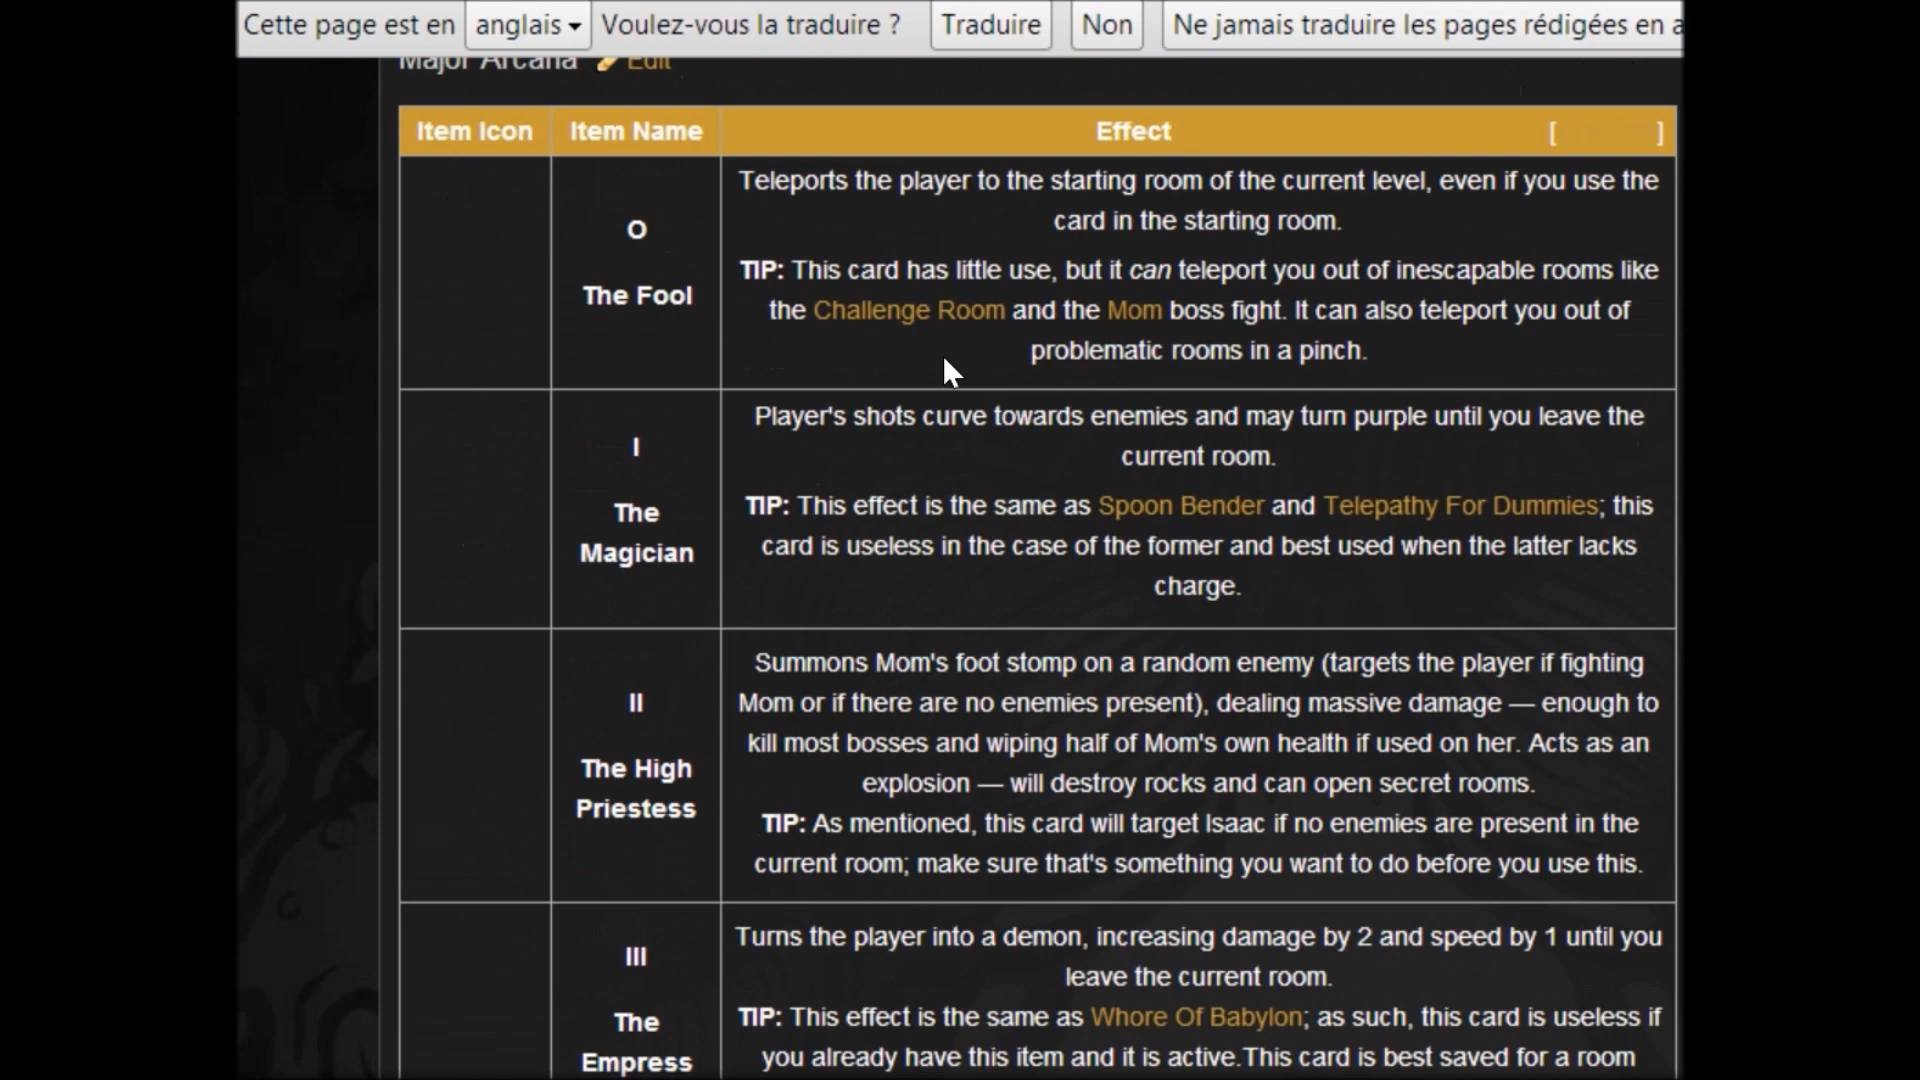 Cette page est en anglais Voulez-vous la traduire ? Traduire Non Ne jamais traduire les pages rédigées en a
Major Arcana Edit
Item Icon Item Name Effect [ ]
O
The Fool
Teleports the player to the starting room of the current level, even if you use the
card in the starting room.
TIP: This card has little use, but it can teleport you out of inescapable rooms like
the Challenge Room and the Mom boss fight. It can also teleport you out of
problematic rooms in a pinch.
I
The
Magician
Player's shots curve towards enemies and may turn purple until you leave the
current room.
TIP: This effect is the same as Spoon Bender and Telepathy For Dummies; this
card is useless in the case of the former and best used when the latter lacks
charge.
II
The High
Priestess
Summons Mom's foot stomp on a random enemy (targets the player if fighting
Mom or if there are no enemies present), dealing massive damage — enough to
kill most bosses and wiping half of Mom's own health if used on her. Acts as an
explosion — will destroy rocks and can open secret rooms.
TIP: As mentioned, this card will target Isaac if no enemies are present in the
current room; make sure that's something you want to do before you use this.
III
The
Empress
Turns the player into a demon, increasing damage by 2 and speed by 1 until you
leave the current room.
TIP: This effect is the same as Whore Of Babylon; as such, this card is useless if
you already have this item and it is active.This card is best saved for a room